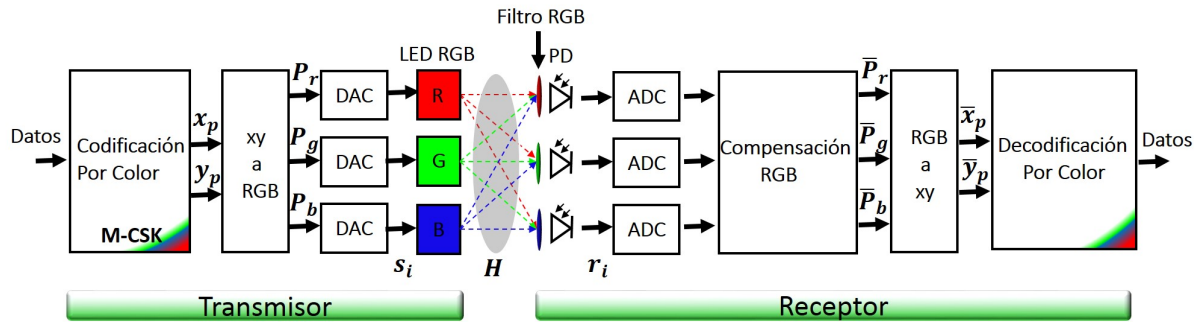 Filtro RGB
LED RGB
PD
Datos
Codificación
Por Color
M-CSK
x_p
y_p
xy
a
RGB
P_r
P_g
P_b
DAC
DAC
DAC
R
G
B
s_i
H
r_i
ADC
ADC
ADC
Compensación
RGB
P̅_r
P̅_g
P̅_b
RGB
a
xy
x̅_p
y̅_p
Decodificación
Por Color
Datos
Transmisor
Receptor